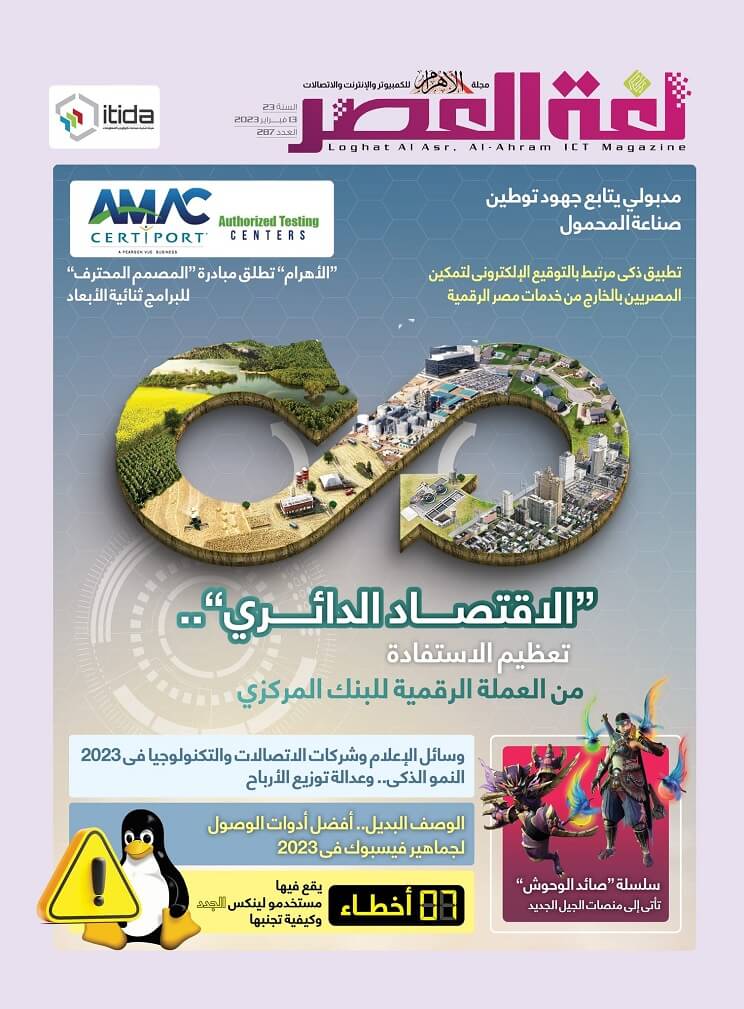 مجلة الأهرام للكمبيوتر والإنترنت والاتصالات
لغة العصر
Loghat Al Asr, Al-Ahram ICT Magazine
السنة 23
13 فبراير 2023
العدد 287
itida
مدبولي يتابع جهود توطين
صناعة المحمول
تطبيق ذكى مرتبط بالتوقيع الإلكترونى لتمكين
المصريين بالخارج من خدمات مصر الرقمية
AMAC
CERTIPORT
A PEARSON VUE BUSINESS
Authorized Testing
CENTERS
"الأهرام" تطلق مبادرة "المصمم المحترف"
للبرامج ثنائية الأبعاد
"الاقتصاد الدائري"..
تعظيم الاستفادة
من العملة الرقمية للبنك المركزي
وسائل الإعلام وشركات الاتصالات والتكنولوجيا فى 2023
النمو الذكى.. وعدالة توزيع الأرباح
الوصف البديل.. أفضل أدوات الوصول
لجماهير فيسبوك فى 2023
07 أخطاء
يقع فيها
مستخدمو لينكس الجدد
وكيفية تجنبها
سلسلة "صائد الوحوش"
تأتى إلى منصات الجيل الجديد